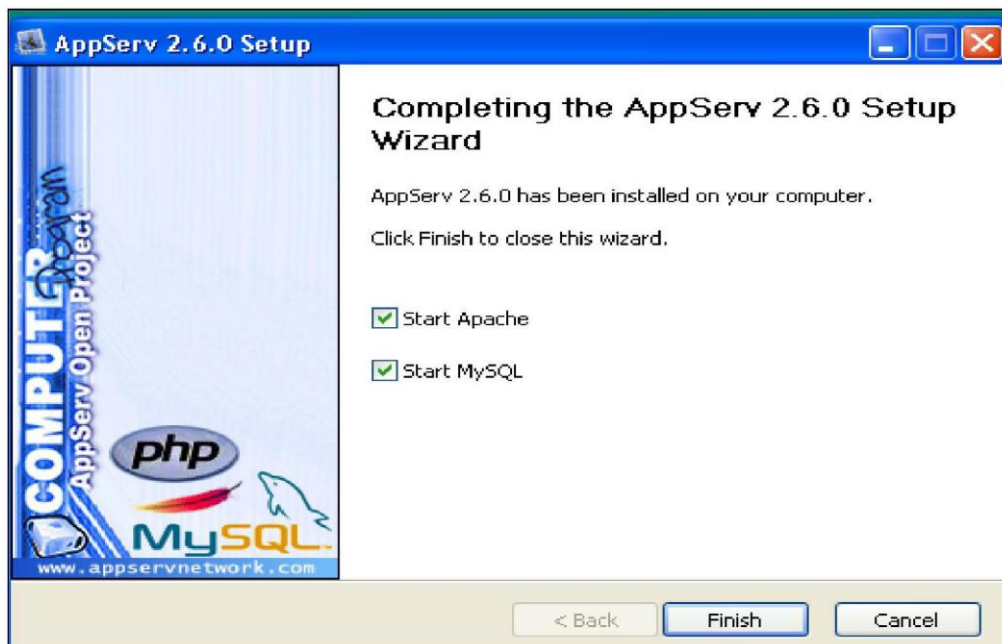 AppServ 2.6.0 Setup
Completing the AppServ 2.6.0 Setup
Wizard
AppServ 2.6.0 has been installed on your computer.
Click Finish to close this wizard.
Start Apache
Start MySQL
COMPUTER
Program
AppServ Open Project
php
MySQL
www.appservnetwork.com
< Back
Finish
Cancel